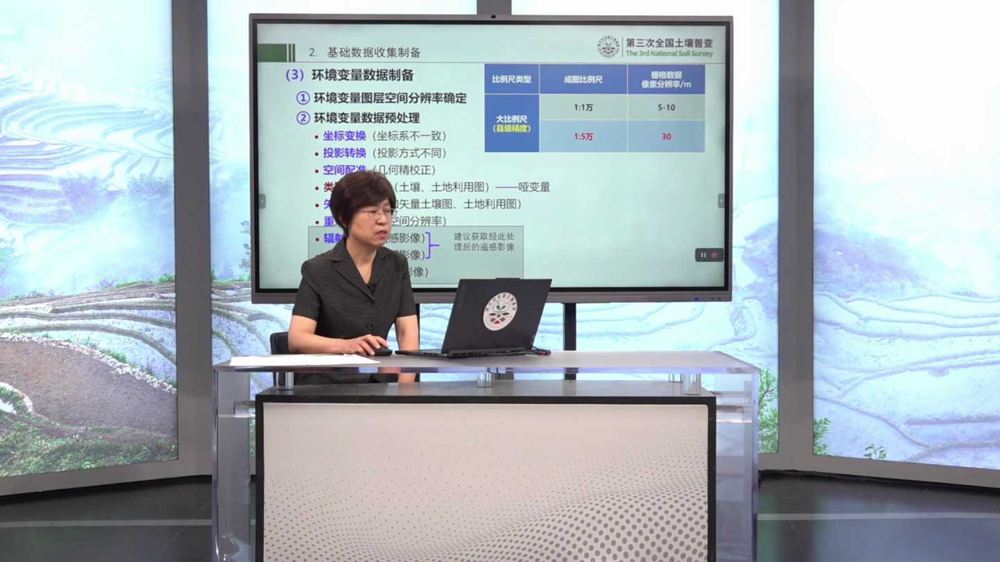 2. 基础数据收集制备
第三次全国土壤普查
The 3rd National Soil Survey
（3）环境变量数据制备
① 环境变量图层空间分辨率确定
② 环境变量数据预处理
• 坐标变换（坐标系不一致）
• 投影转换（投影方式不同）
• 空间配准（几何精校正）
• 类（土壤、土地利用图）——哑变量
• 矢量土壤图、土地利用图）
• 重空间分辨率）
• 辐射感影像）
影像）
影像）
建议获取经此处
理后的遥感影像
比例尺类型 成图比例尺 栅格数据
像素分辨率/m
大比例尺
（县级精度）
1:1万 5-10
1:5万 30